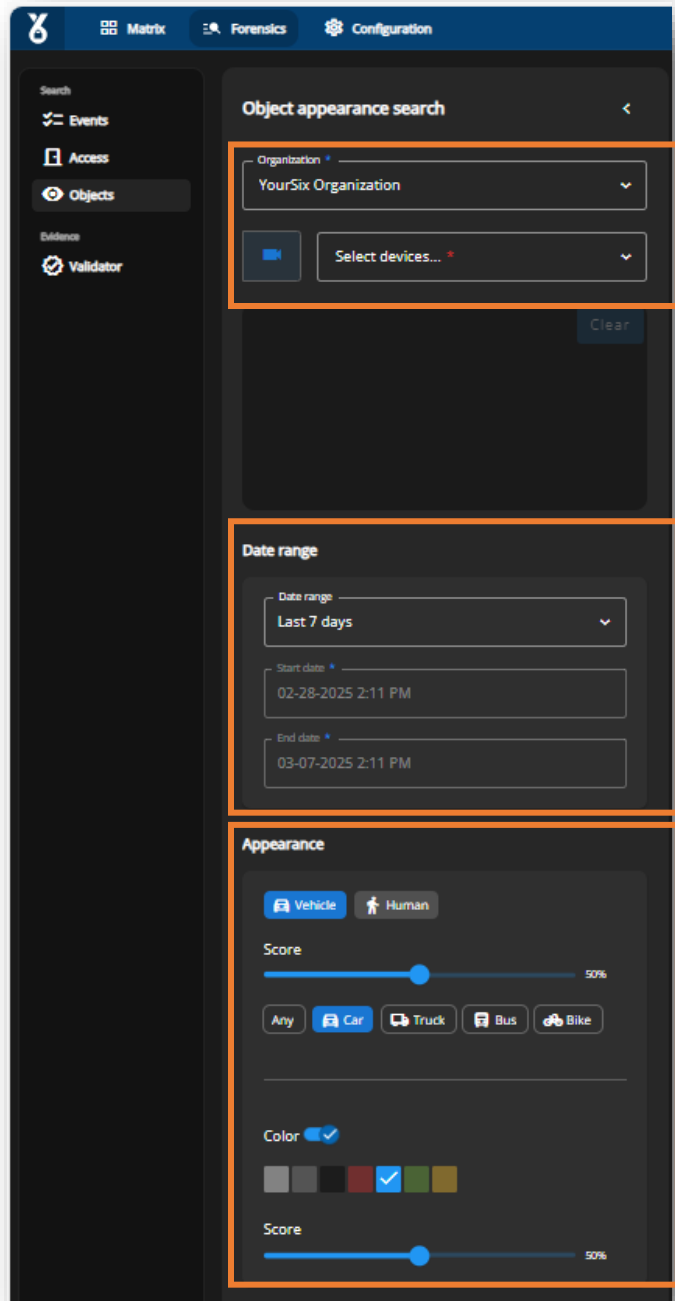 Matrix Forensics Configuration
Search
Events
Access
Objects
Evidence
Validator
Object appearance search
Organization *
YourSix Organization
Select devices... *
Clear
Date range
Date range
Last 7 days
Start date *
02-28-2025 2:11 PM
End date *
03-07-2025 2:11 PM
Appearance
Vehicle Human
Score
50%
Any Car Truck Bus Bike
Color
Score
50%